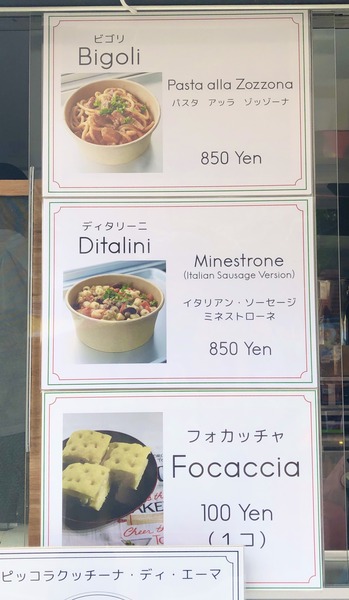 ビゴリ
Bigoli
Pasta alla Zozzona
パスタ アッラ ゾッゾーナ
850 Yen
ディタリーニ
Ditalini
Minestrone
(Italian Sausage Version)
イタリアン・ソーセージ
ミネストローネ
850 Yen
フォカッチャ
Focaccia
100 Yen
(1コ)
ピッコラクッチーナ・ディ・エーマ